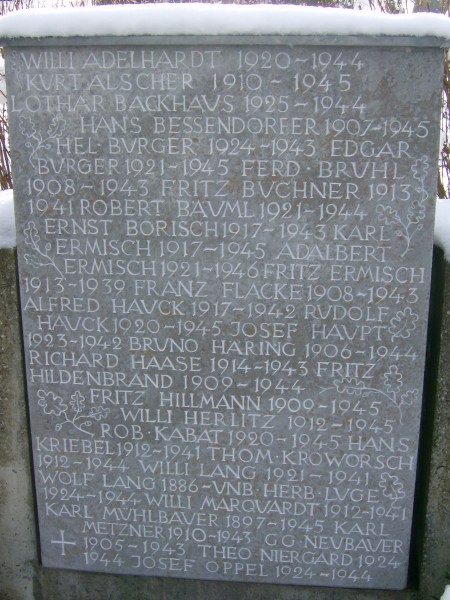 WILLI ADELHARDT 1920~1944
KURT ALSCHER 1910~1945
LOTHAR BACKHAUS 1925~1944
HANS BESSENDORFER 1907-1945
HEL BURGER 1924-1943 EDGAR
BURGER 1921-1945 FERD BRÜHL
1908-1943 FRITZ BUCHNER 1913
1941 ROBERT BÄUML 1921-1944
ERNST BORISCH 1917-1943 KARL
ERMISCH 1917-1945 ADALBERT
ERMISCH 1921-1946 FRITZ ERMISCH
1913-1939 FRANZ FLACKE 1908-1943
ALFRED HAUCK 1917-1942 RUDOLF
HAUCK 1920-1945 JOSEF HAUPT
1923-1942 BRUNO HÄRING 1906-1944
RICHARD HAASE 1914-1943 FRITZ
HILDENBRAND 1909-1944
FRITZ HILLMANN 1909-1945
WILLI HERLITZ 1912-1945
ROB. KABAT 1920-1945 HANS
KRIEBEL 1912-1941 THOM. KROWORSCH
1912-1944 WILLI LANG 1921-1941
WOLF LANG 1886-VNB. HERB. LUGE
1924-1944 WILLI MARQUARDT 1912-1941
KARL MÜHLBAUER 1897-1945 KARL
METZNER 1910-1943 G.G. NEUBAUER
1905-1943 THEO NIERGARD 1924
1944 JOSEF OPPEL 1924-1944